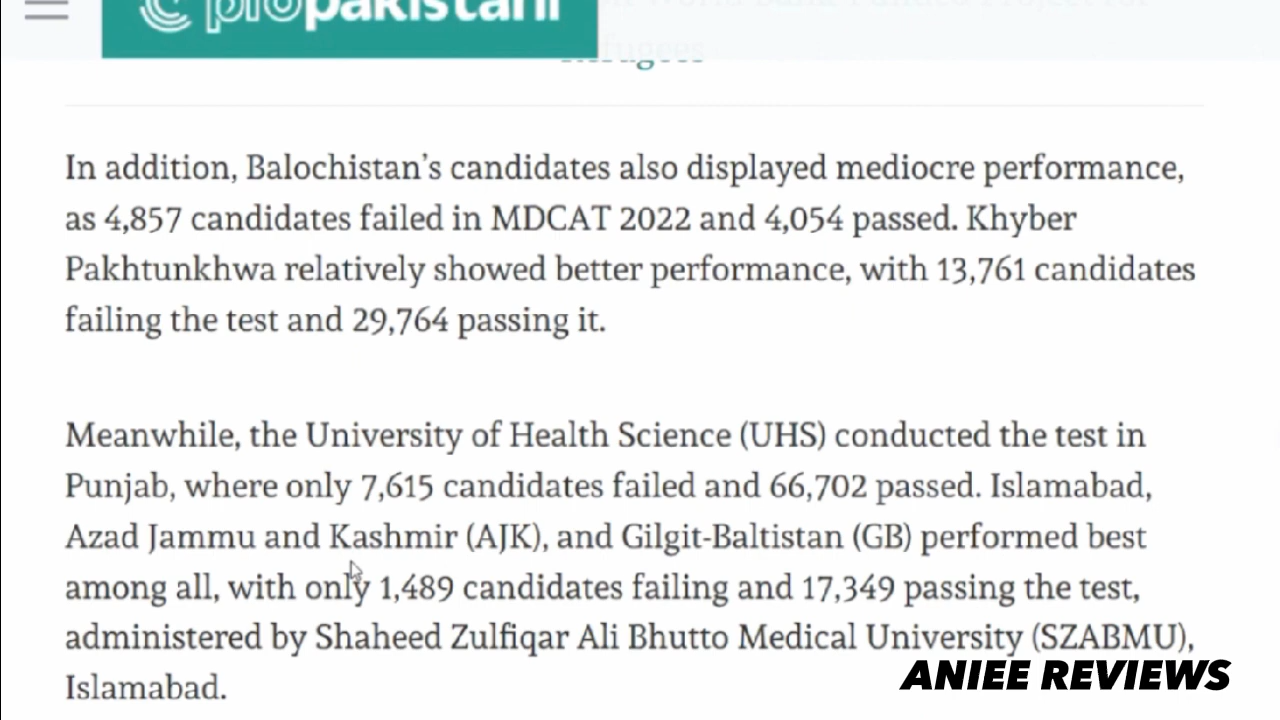 propakistani
Refugees
In addition, Balochistan's candidates also displayed mediocre performance,
as 4,857 candidates failed in MDCAT 2022 and 4,054 passed. Khyber
Pakhtunkhwa relatively showed better performance, with 13,761 candidates
failing the test and 29,764 passing it.
Meanwhile, the University of Health Science (UHS) conducted the test in
Punjab, where only 7,615 candidates failed and 66,702 passed. Islamabad,
Azad Jammu and Kashmir (AJK), and Gilgit-Baltistan (GB) performed best
among all, with only 1,489 candidates failing and 17,349 passing the test,
administered by Shaheed Zulfiqar Ali Bhutto Medical University (SZABMU),
Islamabad.
ANIEE REVIEWS